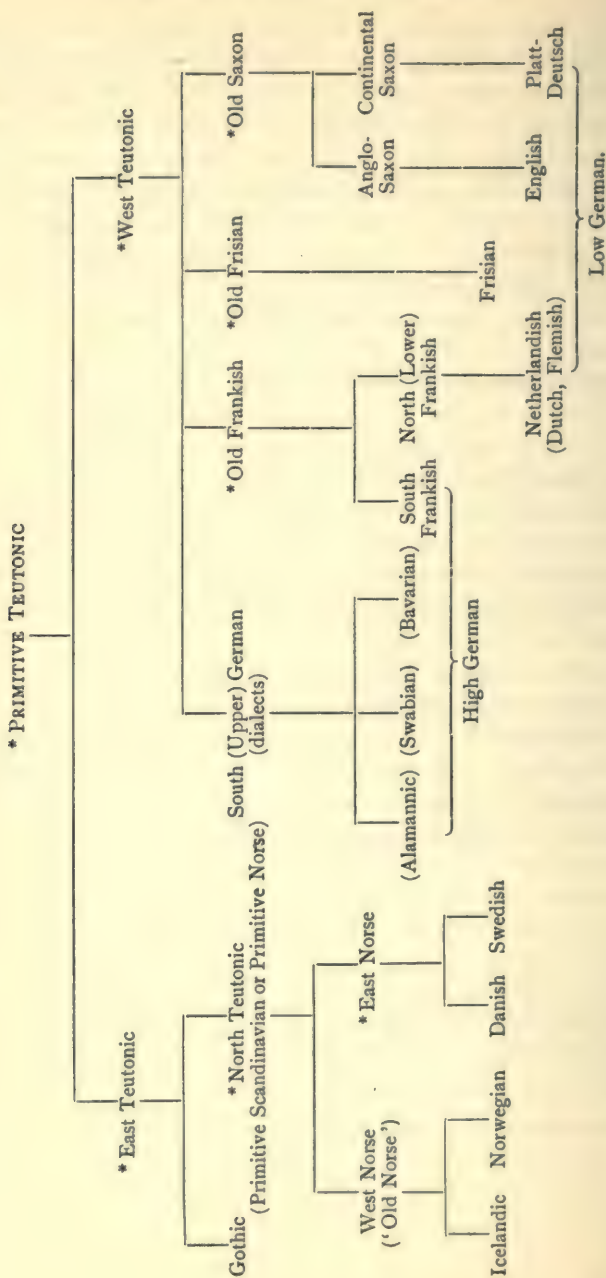 * PRIMITIVE TEUTONIC
* East Teutonic
*West Teutonic
Gothic
*North Teutonic
(Primitive Scandinavian or Primitive Norse)
South (Upper) German
(dialects)
*Old Frankish
*Old Frisian
*Old Saxon
West Norse
('Old Norse')
*East Norse
(Alamannic) (Swabian) (Bavarian)
South
Frankish
North (Lower)
Frankish
Anglo-
Saxon
Continental
Saxon
Icelandic Norwegian
Danish Swedish
High German
Netherlandish
(Dutch, Flemish)
Frisian
English
Platt-
Deutsch
Low German.